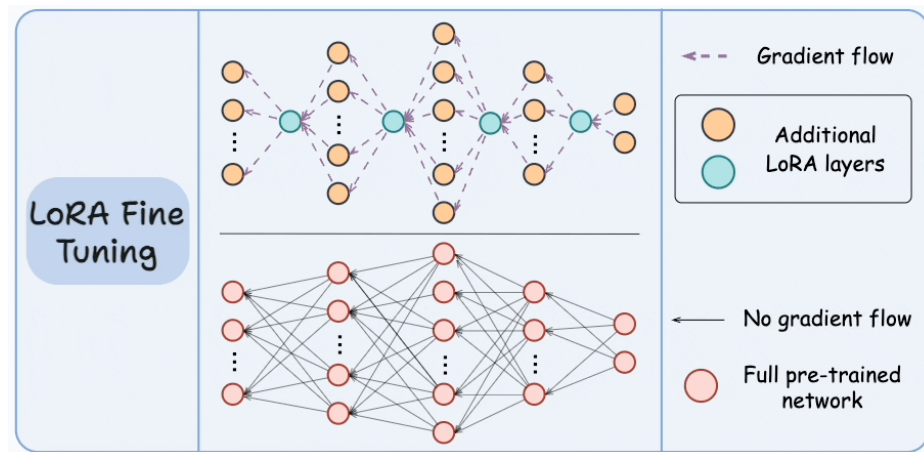 LoRA Fine
Tuning
Gradient flow
Additional
LoRA layers
No gradient flow
Full pre-trained
network